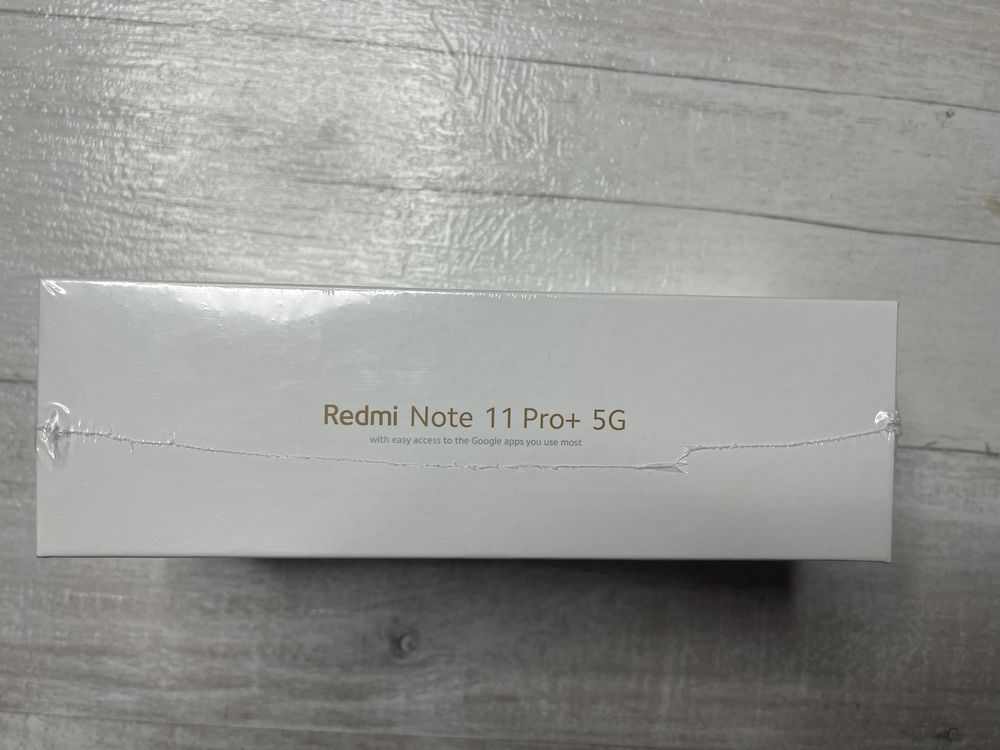 Redmi Note 11 Pro+ 5G
with easy access to the Google apps you use most